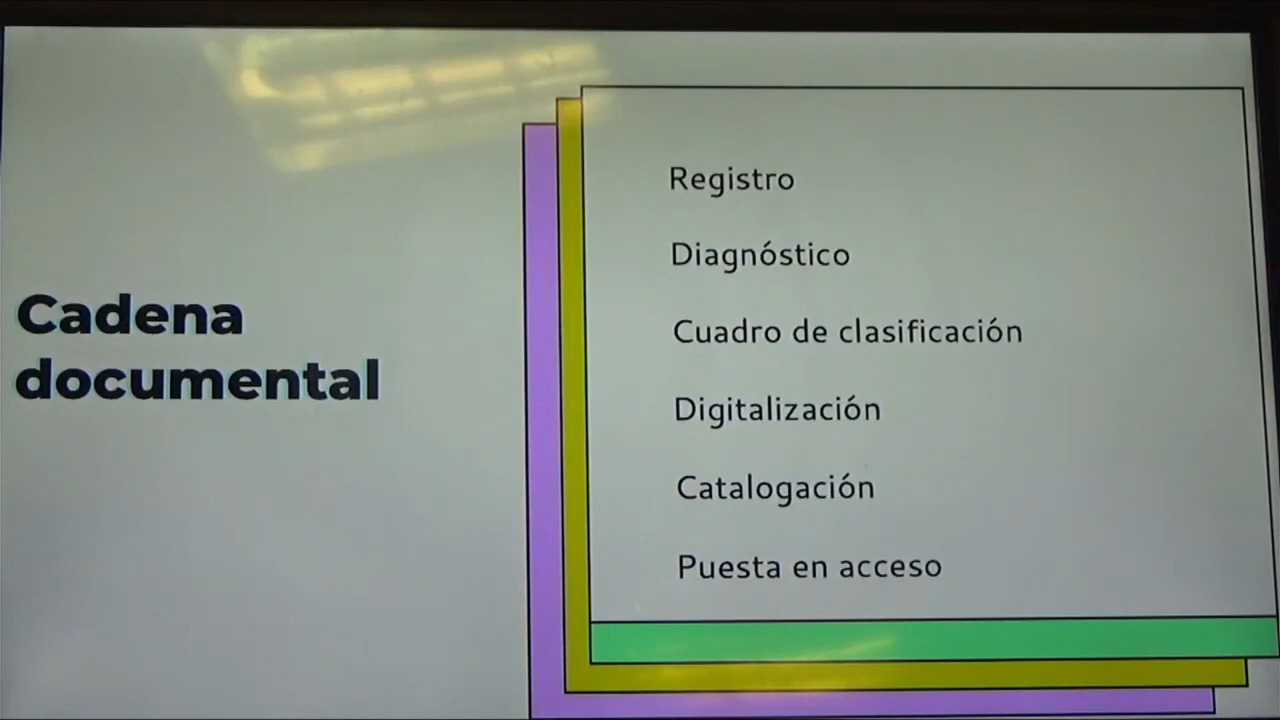 Cadena
documental
Registro
Diagnóstico
Cuadro de clasificación
Digitalización
Catalogación
Puesta en acceso